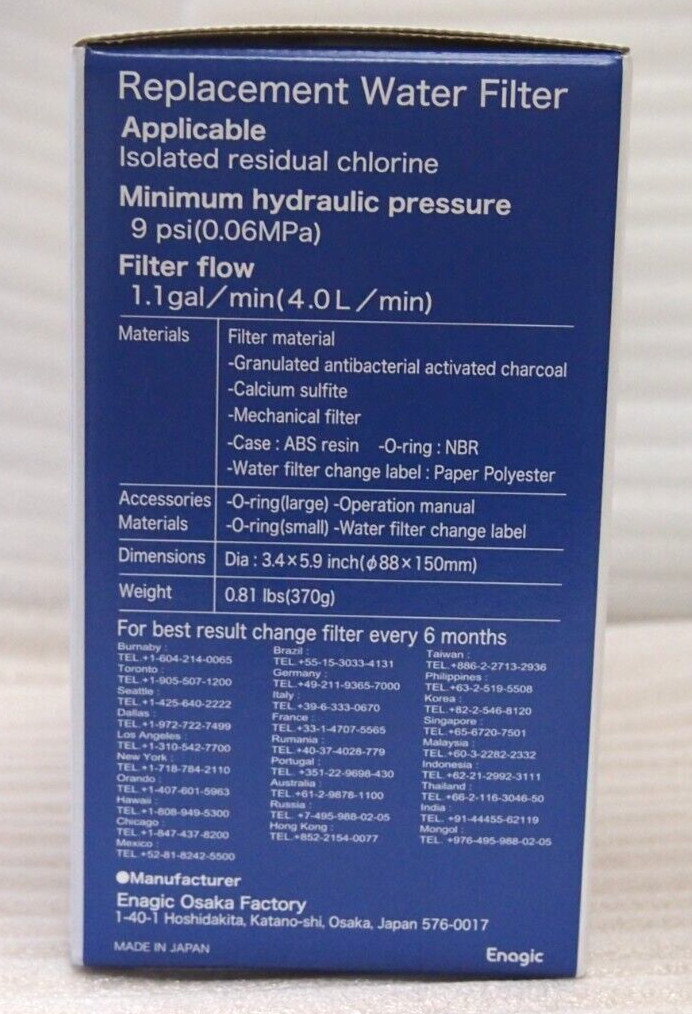 Replacement Water Filter
Applicable
Isolated residual chlorine
Minimum hydraulic pressure
9 psi(0.06MPa)
Filter flow
1.1gal/min(4.0L/min)
Materials
Filter material
-Granulated antibacterial activated charcoal
-Calcium sulfite
-Mechanical filter
-Case : ABS resin -O-ring : NBR
-Water filter change label : Paper Polyester
Accessories
Materials
-O-ring(large) -Operation manual
-O-ring(small) -Water filter change label
Dimensions
Dia : 3.4×5.9 inch(φ88×150mm)
Weight
0.81 lbs(370g)
For best result change filter every 6 months
Burnaby :
TEL.+1-604-214-0065
Toronto :
TEL.+1-905-507-1200
Seattle :
TEL.+1-425-640-2222
Dallas :
TEL.+1-972-722-7499
Los Angeles :
TEL.+1-310-542-7700
New York :
TEL.+1-718-784-2110
Orando :
TEL.+1-407-601-5963
Hawaii :
TEL.+1-808-949-5300
Chicago :
TEL.+1-847-437-8200
Mexico :
TEL.+52-81-8242-5500
Brazil :
TEL.+55-15-3033-4131
Germany :
TEL.+49-211-9365-7000
Italy :
TEL.+39-6-333-0670
France :
TEL.+33-1-4707-5565
Rumania :
TEL.+40-37-4028-779
Portugal :
TEL. +351-22-9698-430
Australia :
TEL.+61-2-9878-1100
Russia :
TEL. +7-495-988-02-05
Hong Kong :
TEL.+852-2154-0077
Taiwan :
TEL.+886-2-2713-2936
Philippines :
TEL.+63-2-519-5508
Korea :
TEL.+82-2-546-8120
Singapore :
TEL.+65-6720-7501
Malaysia :
TEL.+60-3-2282-2332
Indonesia :
TEL.+62-21-2992-3111
Thailand :
TEL.+66-2-116-3046-50
India :
TEL. +91-44455-62119
Mongol :
TEL. +976-495-988-02-05
●Manufacturer
Enagic Osaka Factory
1-40-1 Hoshidakita, Katano-shi, Osaka, Japan 576-0017
MADE IN JAPAN
Enagic